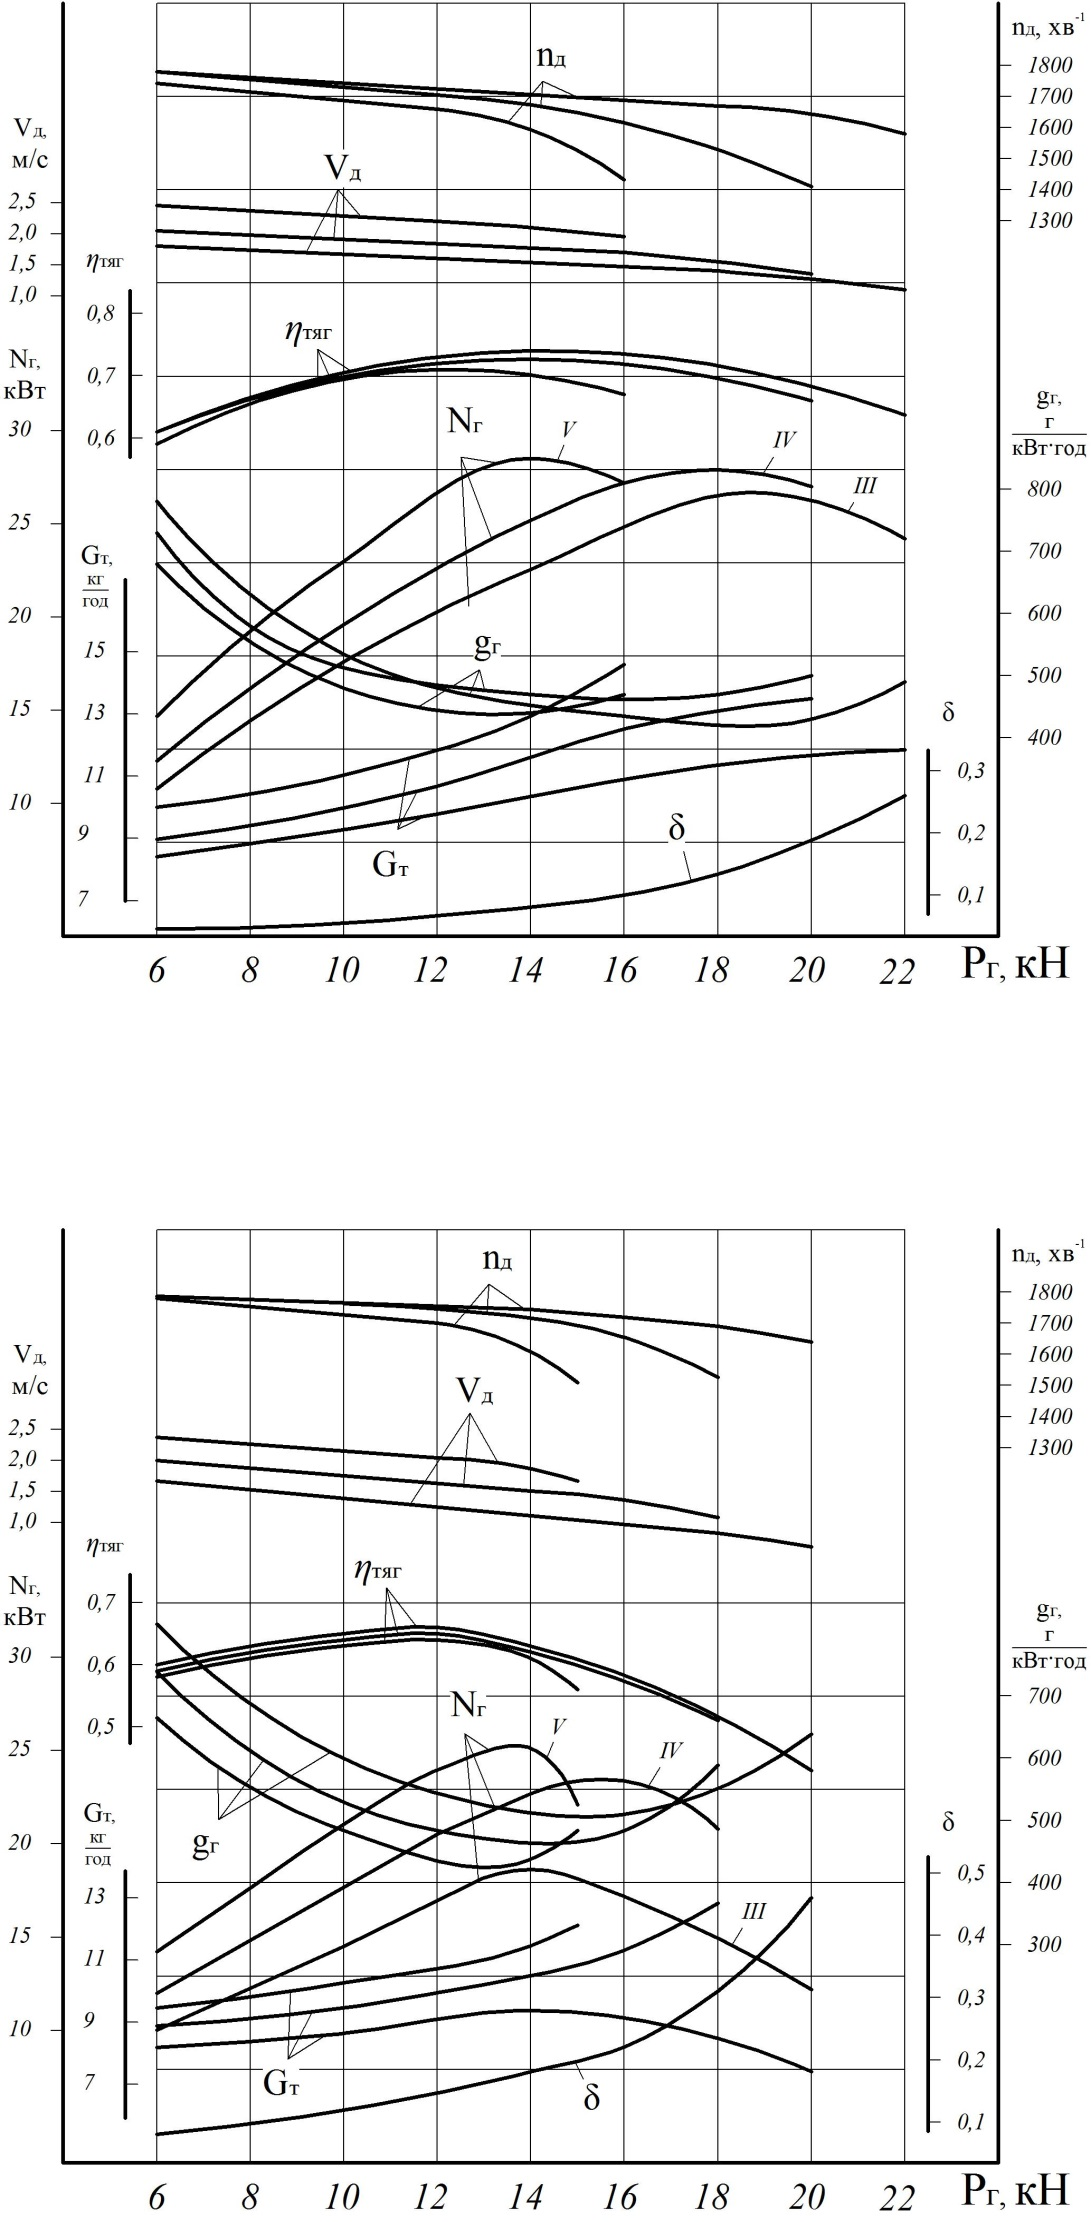 nд, хв⁻¹
nд
1800
1700
1600
1500
1400
1300
Vд,
м/с
Vд
2,5
2,0
1,5
1,0
ηтяг
0,8
0,7
0,6
ηтяг
Nг,
кВт
30
25
20
15
10
Nг
V
IV
III
gг,
г
кВт·год
800
700
600
500
400
Gт,
кг
год
15
13
11
9
7
gг
Gт
δ
δ
0,3
0,2
0,1
6 8 10 12 14 16 18 20 22 Pг, кН
nд, хв⁻¹
nд
1800
1700
1600
1500
1400
1300
Vд,
м/с
Vд
2,5
2,0
1,5
1,0
ηтяг
0,7
0,6
0,5
ηтяг
Nг,
кВт
30
25
20
15
10
Nг
V
IV
III
gг,
г
кВт·год
700
600
500
400
300
gг
Gт,
кг
год
13
11
9
7
Gт
δ
δ
0,5
0,4
0,3
0,2
0,1
6 8 10 12 14 16 18 20 22 Pг, кН